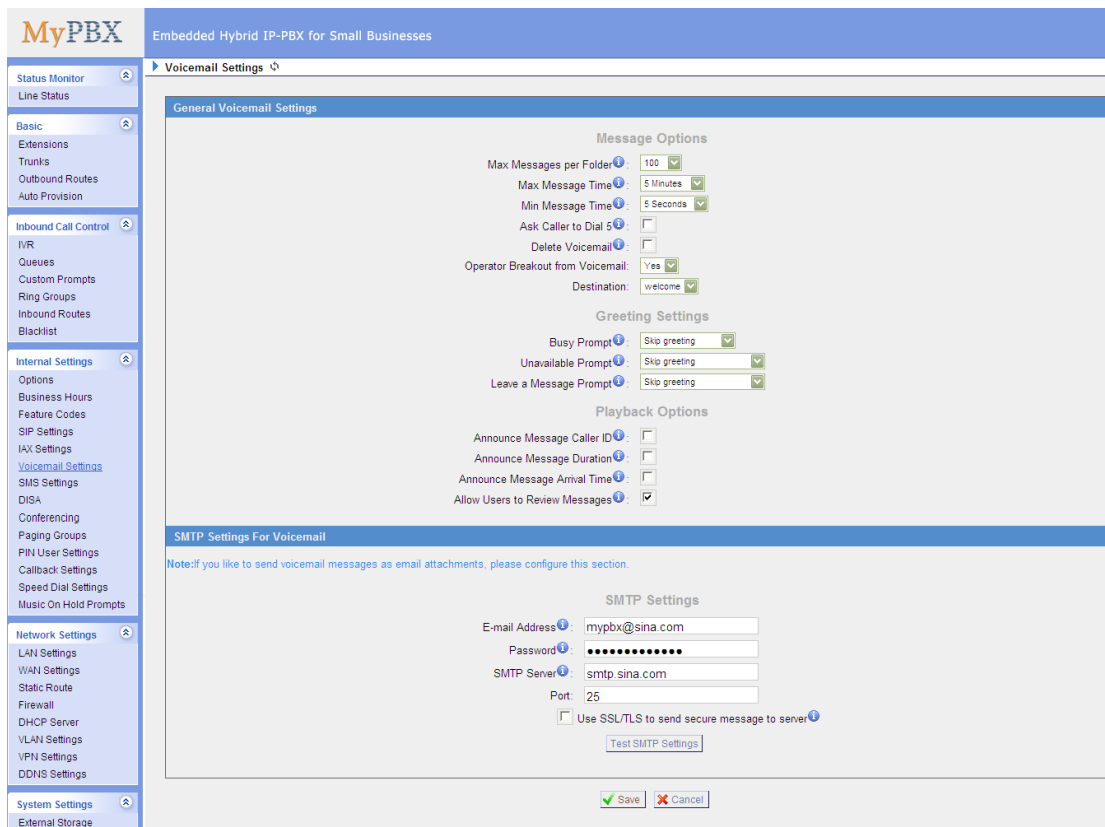 MyPBX
Embedded Hybrid IP-PBX for Small Businesses
Status Monitor
Line Status
Basic
Extensions
Trunks
Outbound Routes
Auto Provision
Inbound Call Control
IVR
Queues
Custom Prompts
Ring Groups
Inbound Routes
Blacklist
Internal Settings
Options
Business Hours
Feature Codes
SIP Settings
IAX Settings
Voicemail Settings
SMS Settings
DISA
Conferencing
Paging Groups
PIN User Settings
Callback Settings
Speed Dial Settings
Music On Hold Prompts
Network Settings
LAN Settings
WAN Settings
Static Route
Firewall
DHCP Server
VLAN Settings
VPN Settings
DDNS Settings
System Settings
External Storage
Voicemail Settings
General Voicemail Settings
Message Options
Max Messages per Folder: 100
Max Message Time: 5 Minutes
Min Message Time: 5 Seconds
Ask Caller to Dial 5:
Delete Voicemail:
Operator Breakout from Voicemail: Yes
Destination: welcome
Greeting Settings
Busy Prompt: Skip greeting
Unavailable Prompt: Skip greeting
Leave a Message Prompt: Skip greeting
Playback Options
Announce Message Caller ID:
Announce Message Duration:
Announce Message Arrival Time:
Allow Users to Review Messages:
SMTP Settings For Voicemail
Note:If you like to send voicemail messages as email attachments, please configure this section.
SMTP Settings
E-mail Address: mypbx@sina.com
Password: •••••••••••••
SMTP Server: smtp.sina.com
Port: 25
Use SSL/TLS to send secure message to server
Test SMTP Settings
Save Cancel